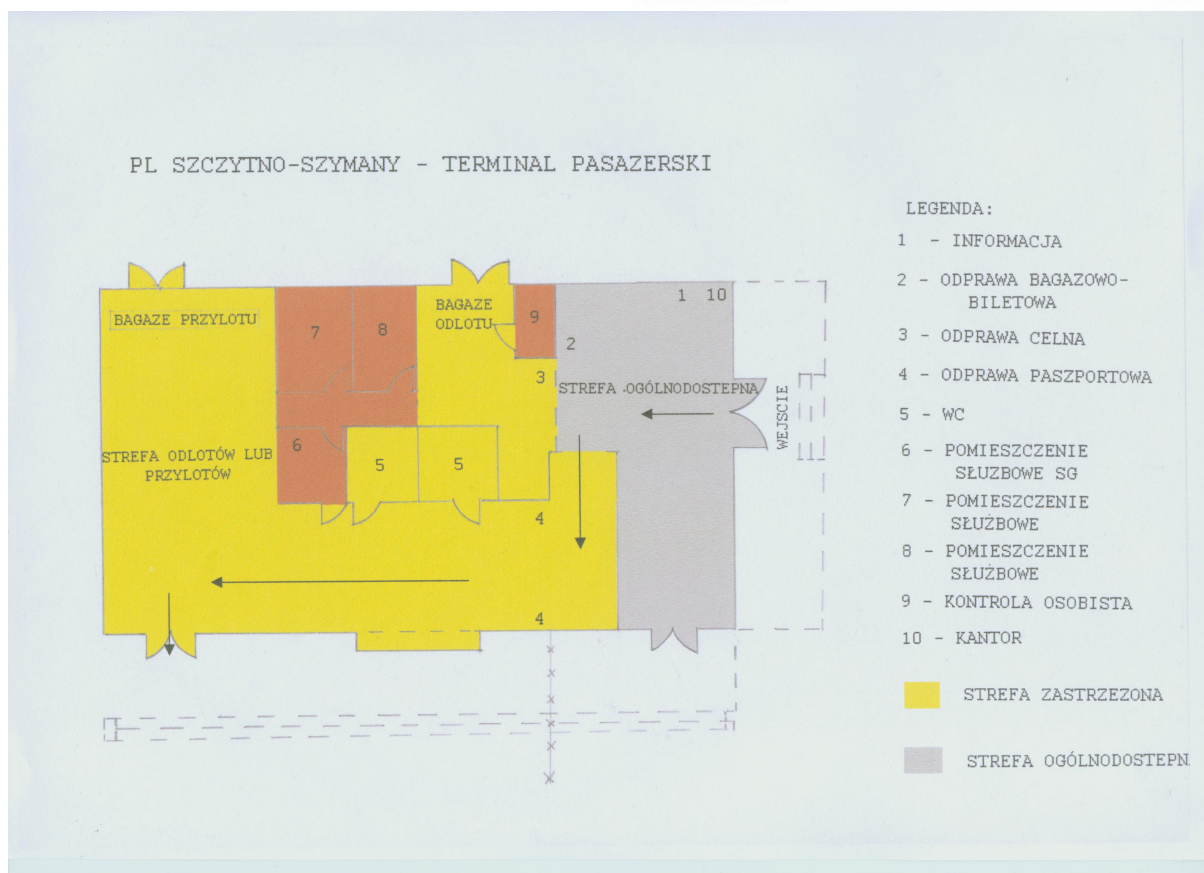 PL SZCZYTNO-SZYMANY - TERMINAL PASAZERSKI
BAGAZE PRZYLOTU
7
8
BAGAZE
ODLOTU
9
1 10
2
3
STREFA OGÓLNODOSTEPNA
WEJSCIE
STREFA ODLOTÓW LUB
PRZYLOTÓW
6
5
5
4
4
LEGENDA:
1 - INFORMACJA
2 - ODPRAWA BAGAZOWO-
BILETOWA
3 - ODPRAWA CELNA
4 - ODPRAWA PASZPORTOWA
5 - WC
6 - POMIESZCZENIE
SŁUZBOWE SG
7 - POMIESZCZENIE
SŁUŻBOWE
8 - POMIESZCZENIE
SŁUZBOWE
9 - KONTROLA OSOBISTA
10 - KANTOR
STREFA ZASTRZEZONA
STREFA OGÓLNODOSTEPN